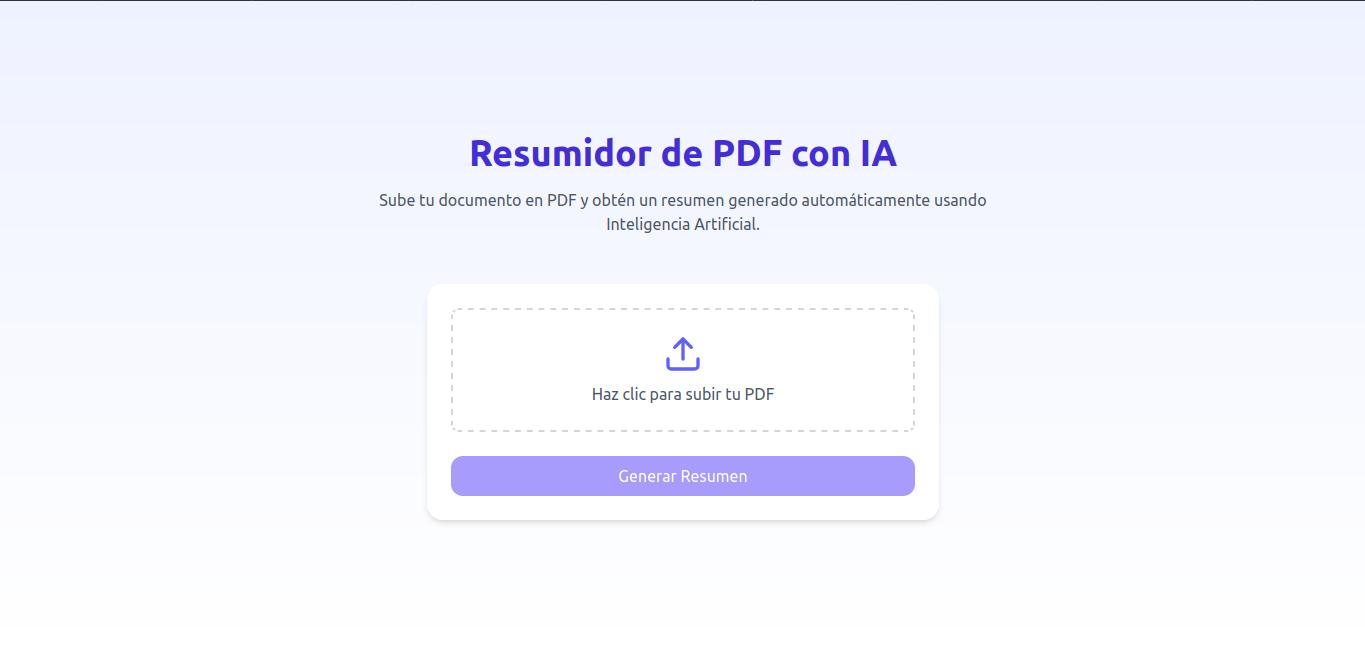 Resumidor de PDF con IA
Sube tu documento en PDF y obtén un resumen generado automáticamente usando
Inteligencia Artificial.
Haz clic para subir tu PDF
Generar Resumen